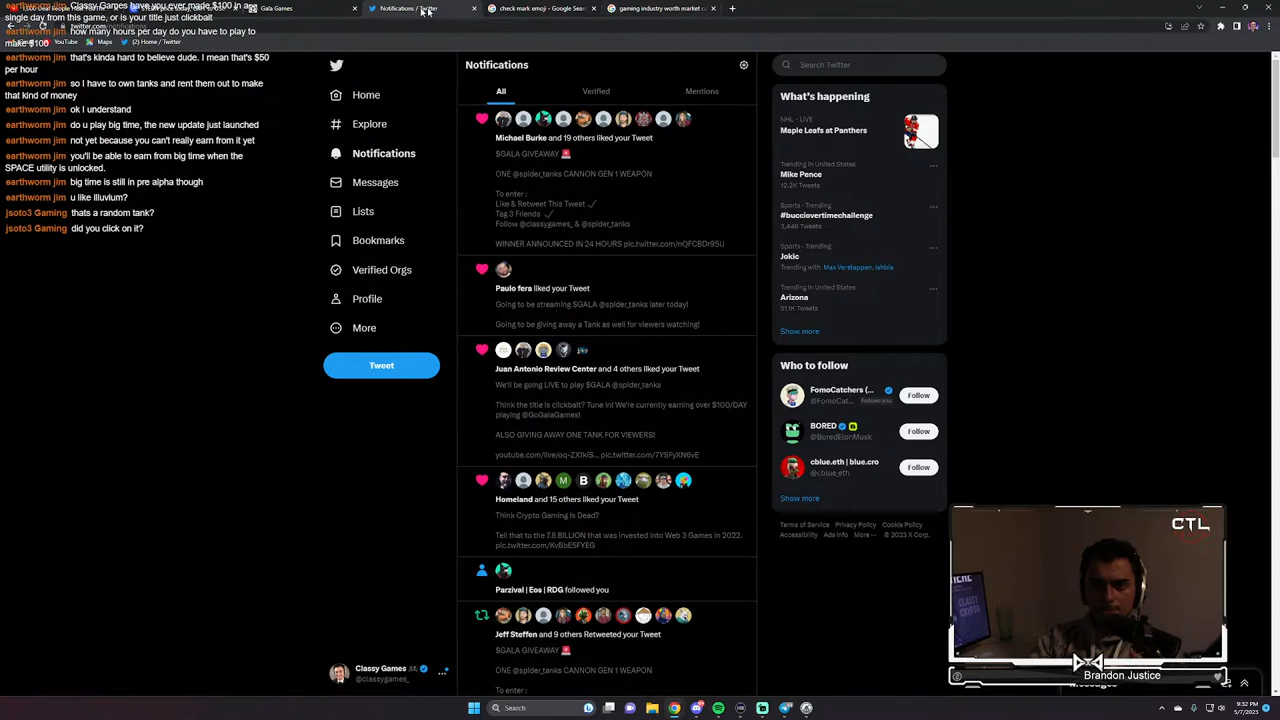 Classy Games have you ever made $100 in a
single day from this game, or is your title just clickbait
earthworm jim how many hours per day do you have to play to
make $100
earthworm jim that's kinda hard to believe dude. I mean that's $50
per hour
earthworm jim so I have to own tanks and rent them out to make
that kind of money
earthworm jim ok I understand
earthworm jim do u play big time, the new update just launched
earthworm jim not yet because you can't really earn from it yet
earthworm jim you'll be able to earn from big time when the
SPACE utility is unlocked.
earthworm jim big time is still in pre alpha though
earthworm jim u like illuvium?
jsoto3 Gaming thats a random tank?
jsoto3 Gaming did you click on it?
Gala Games
Notifications / Twitter
check mark emoji - Google Sear
gaming industry worth market ca
twitter.com/notifications
YouTube
Maps
(2) Home / Twitter
Home
Explore
Notifications
Messages
Lists
Bookmarks
Verified Orgs
Profile
More
Tweet
Classy Games
@classygames_
Notifications
All
Verified
Mentions
Michael Burke and 19 others liked your Tweet
$GALA GIVEAWAY 🚨
ONE @spider_tanks CANNON GEN 1 WEAPON
To enter :
Like & Retweet This Tweet ✓
Tag 3 Friends ✓
Follow @classygames_ & @spider_tanks
WINNER ANNOUNCED IN 24 HOURS pic.twitter.com/nQFCBDr95U
Paulo fera liked your Tweet
Going to be streaming $GALA @spider_tanks later today!
Going to be giving away a Tank as well for viewers watching!
Juan Antonio Review Center and 4 others liked your Tweet
We'll be going LIVE to play $GALA @spider_tanks
Think the title is clickbait? Tune in! We're currently earning over $100/DAY
playing @GoGalaGames!
ALSO GIVING AWAY ONE TANK FOR VIEWERS!
Homeland and 15 others liked your Tweet
Think Crypto Gaming Is Dead?
Tell that to the 7.6 BILLION that was invested into Web 3 Games in 2022.
pic.twitter.com/KvBbE5FYEG
Parzival | Eos | RDG followed you
Jeff Steffen and 9 others Retweeted your Tweet
$GALA GIVEAWAY 🚨
ONE @spider_tanks CANNON GEN 1 WEAPON
To enter :
Search Twitter
What's happening
NHL · LIVE
Maple Leafs at Panthers
Trending in United States
Mike Pence
12.2K Tweets
Sports · Trending
#bucciovertimechallenge
3,448 Tweets
Sports · Trending
Jokic
Trending with Max Verstappen, Ishbia
Trending in United States
Arizona
51.1K Tweets
Show more
Who to follow
FomoCatchers (...
@FomoCat... Follows you
Follow
BORED
@BoredElonMusk
Follow
cblue.eth | blue.cro
@cblue_eth
Follow
Show more
Terms of Service Privacy Policy Cookie Policy
Accessibility Ads info More ··· © 2023 X Corp.
CTL
CLASSY
CRYPTO
Brandon Justice
Messages
Search
9:32 PM
5/7/2023